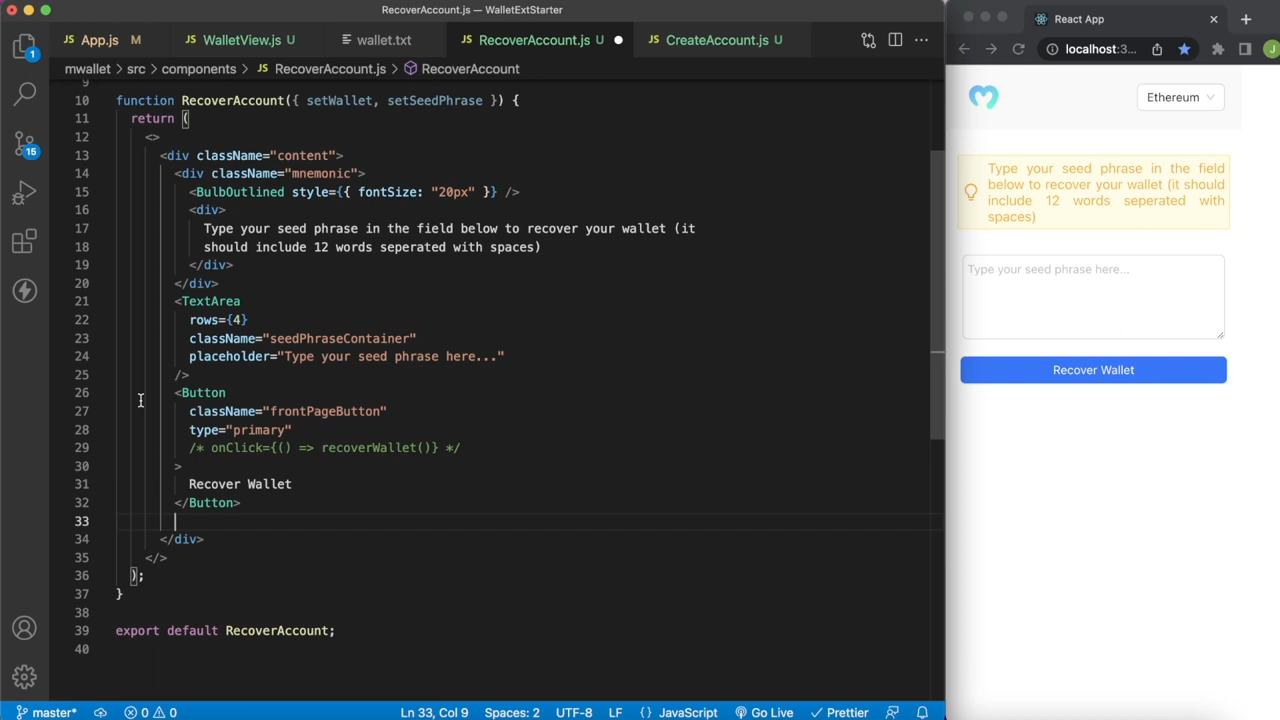 RecoverAccount.js — WalletExtStarter
JS App.js M
JS WalletView.js U
wallet.txt
JS RecoverAccount.js U
JS CreateAccount.js U
mwallet > src > components > JS RecoverAccount.js > RecoverAccount
9
10 function RecoverAccount({ setWallet, setSeedPhrase }) {
11 return (
12 <>
13 <div className="content">
14 <div className="mnemonic">
15 <BulbOutlined style={{ fontSize: "20px" }} />
16 <div>
17 Type your seed phrase in the field below to recover your wallet (it
18 should include 12 words seperated with spaces)
19 </div>
20 </div>
21 <TextArea
22 rows={4}
23 className="seedPhraseContainer"
24 placeholder="Type your seed phrase here..."
25 />
26 <Button
27 className="frontPageButton"
28 type="primary"
29 /* onClick={() => recoverWallet()} */
30 >
31 Recover Wallet
32 </Button>
33
34 </div>
35 </>
36 );
37 }
38
39 export default RecoverAccount;
40
1
15
master* 0 0 Ln 33, Col 9 Spaces: 2 UTF-8 LF {} JavaScript Go Live Prettier
React App
localhost:3...
J
Ethereum
Type your seed phrase in the field
below to recover your wallet (it should
include 12 words seperated with
spaces)
Type your seed phrase here...
Recover Wallet